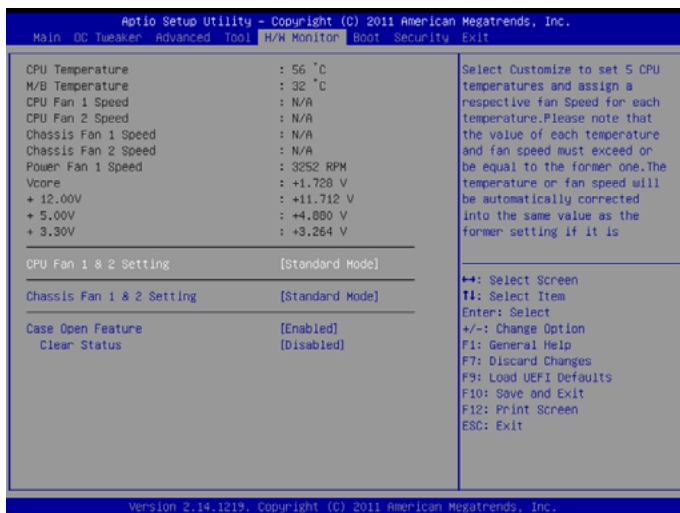 Aptio Setup Utility - Copyright (C) 2011 American Megatrends, Inc.
Main OC Tweaker Advanced Tool H/W Monitor Boot Security Exit
CPU Temperature : 56 °C
M/B Temperature : 32 °C
CPU Fan 1 Speed : N/A
CPU Fan 2 Speed : N/A
Chassis Fan 1 Speed : N/A
Chassis Fan 2 Speed : N/A
Power Fan 1 Speed : 3252 RPM
Vcore : +1.728 V
+ 12.00V : +11.712 V
+ 5.00V : +4.880 V
+ 3.30V : +3.264 V
CPU Fan 1 & 2 Setting [Standard Mode]
Chassis Fan 1 & 2 Setting [Standard Mode]
Case Open Feature [Enabled]
Clear Status [Disabled]
Select Customize to set 5 CPU
temperatures and assign a
respective fan Speed for each
temperature.Please note that
the value of each temperature
and fan speed must exceed or
be equal to the former one.The
temperature or fan speed will
be automatically corrected
into the same value as the
former setting if it is
↔: Select Screen
↑↓: Select Item
Enter: Select
+/-: Change Option
F1: General Help
F7: Discard Changes
F9: Load UEFI Defaults
F10: Save and Exit
F12: Print Screen
ESC: Exit
Version 2.14.1219. Copyright (C) 2011 American Megatrends, Inc.